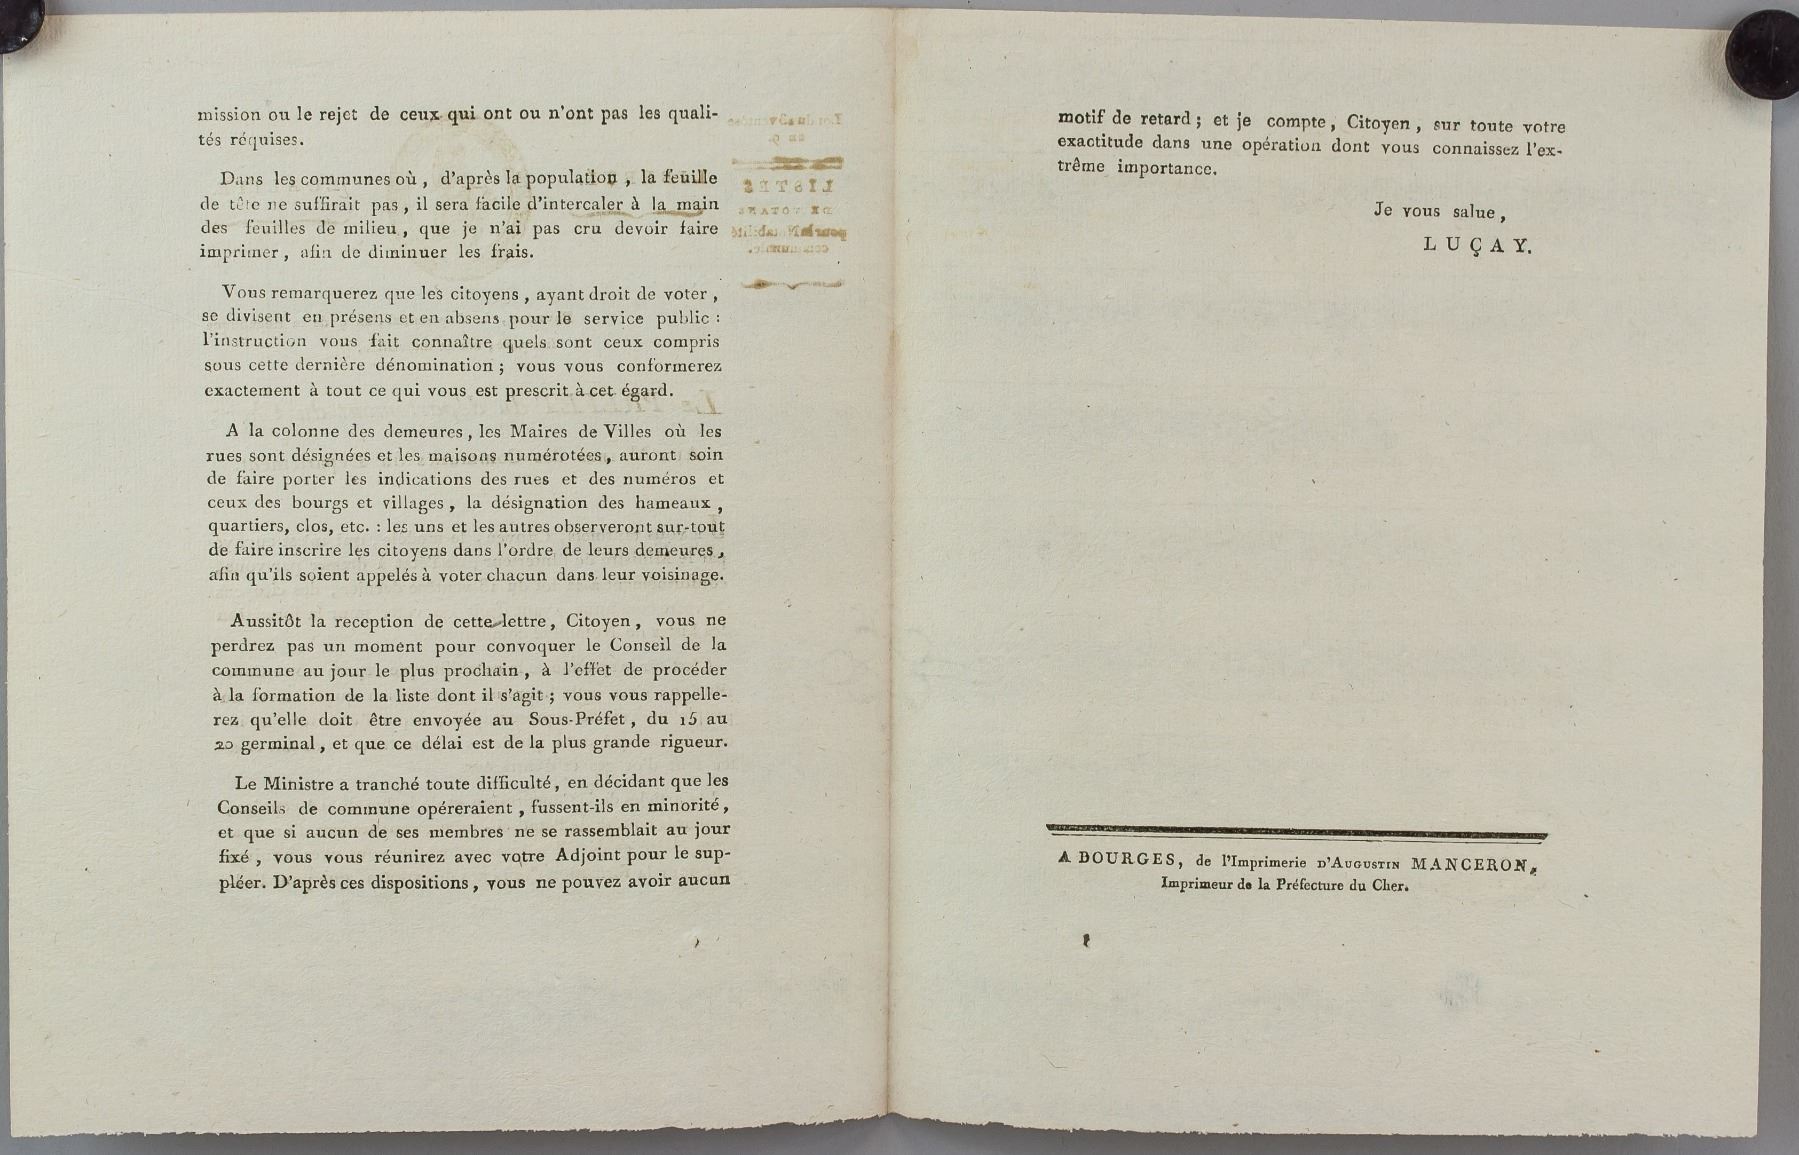 mission ou le rejet de ceux qui ont ou n'ont pas les quali-
tés réquises.
Dans les communes où, d'après la population, la feuille
de tête ne suffirait pas, il sera facile d'intercaler à la main
des feuilles de milieu, que je n'ai pas cru devoir faire
imprimer, afin de diminuer les frais.
Vous remarquerez que les citoyens, ayant droit de voter,
se divisent en présens et en absens pour le service public :
l'instruction vous fait connaître quels sont ceux compris
sous cette dernière dénomination ; vous vous conformerez
exactement à tout ce qui vous est prescrit à cet égard.
A la colonne des demeures, les Maires de Villes où les
rues sont désignées et les maisons numérotées, auront soin
de faire porter les indications des rues et des numéros et
ceux des bourgs et villages, la désignation des hameaux,
quartiers, clos, etc. : les uns et les autres observeront sur-tout
de faire inscrire les citoyens dans l'ordre de leurs demeures,
afin qu'ils soient appelés à voter chacun dans leur voisinage.
Aussitôt la reception de cette lettre, Citoyen, vous ne
perdrez pas un moment pour convoquer le Conseil de la
commune au jour le plus prochain, à l'effet de procéder
à la formation de la liste dont il s'agit ; vous vous rappelle-
rez qu'elle doit être envoyée au Sous-Préfet, du 15 au
20 germinal, et que ce délai est de la plus grande rigueur.
Le Ministre a tranché toute difficulté, en décidant que les
Conseils de commune opéreraient, fussent-ils en minorité,
et que si aucun de ses membres ne se rassemblait au jour
fixé, vous vous réunirez avec votre Adjoint pour le sup-
pléer. D'après ces dispositions, vous ne pouvez avoir aucun
motif de retard ; et je compte, Citoyen, sur toute votre
exactitude dans une opération dont vous connaissez l'ex-
trême importance.
Je vous salue,
LUÇAY.
A BOURGES, de l'Imprimerie D'AUGUSTIN MANCERON,
Imprimeur de la Préfecture du Cher.